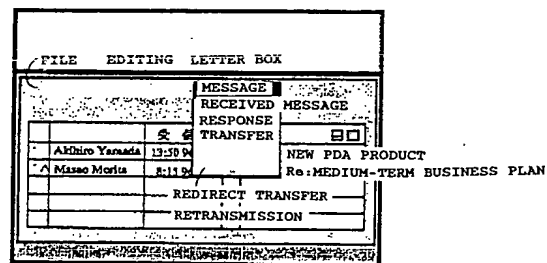 FILE EDITING LETTER BOX
MESSAGE
RECEIVED MESSAGE
RESPONSE
TRANSFER
Akihiro Yamada 13:50 NEW PDA PRODUCT
Masao Morita 8:15 Re:MEDIUM-TERM BUSINESS PLAN
REDIRECT TRANSFER
RETRANSMISSION